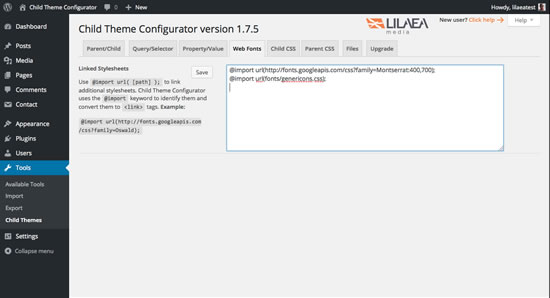 Child Theme Configurator
0
New
Howdy, lilaeatest
Dashboard
Posts
Media
Pages
Comments
Contact
Appearance
Plugins
Users
Tools
Available Tools
Import
Export
Child Themes
Settings
Collapse menu
Child Theme Configurator version 1.7.5
LILAEA
media
New user? Click help
Help
Parent/Child
Query/Selector
Property/Value
Web Fonts
Child CSS
Parent CSS
Files
Upgrade
Linked Stylesheets
Save
Use @import url( [path] ); to link
additional stylesheets. Child Theme Configurator
uses the @import keyword to identify them and
convert them to <link> tags. Example:
@import url(http://fonts.googleapis.com
/css?family=Oswald);
@import url(http://fonts.googleapis.com/css?family=Montserrat:400,700);
@import url(fonts/genericons.css);